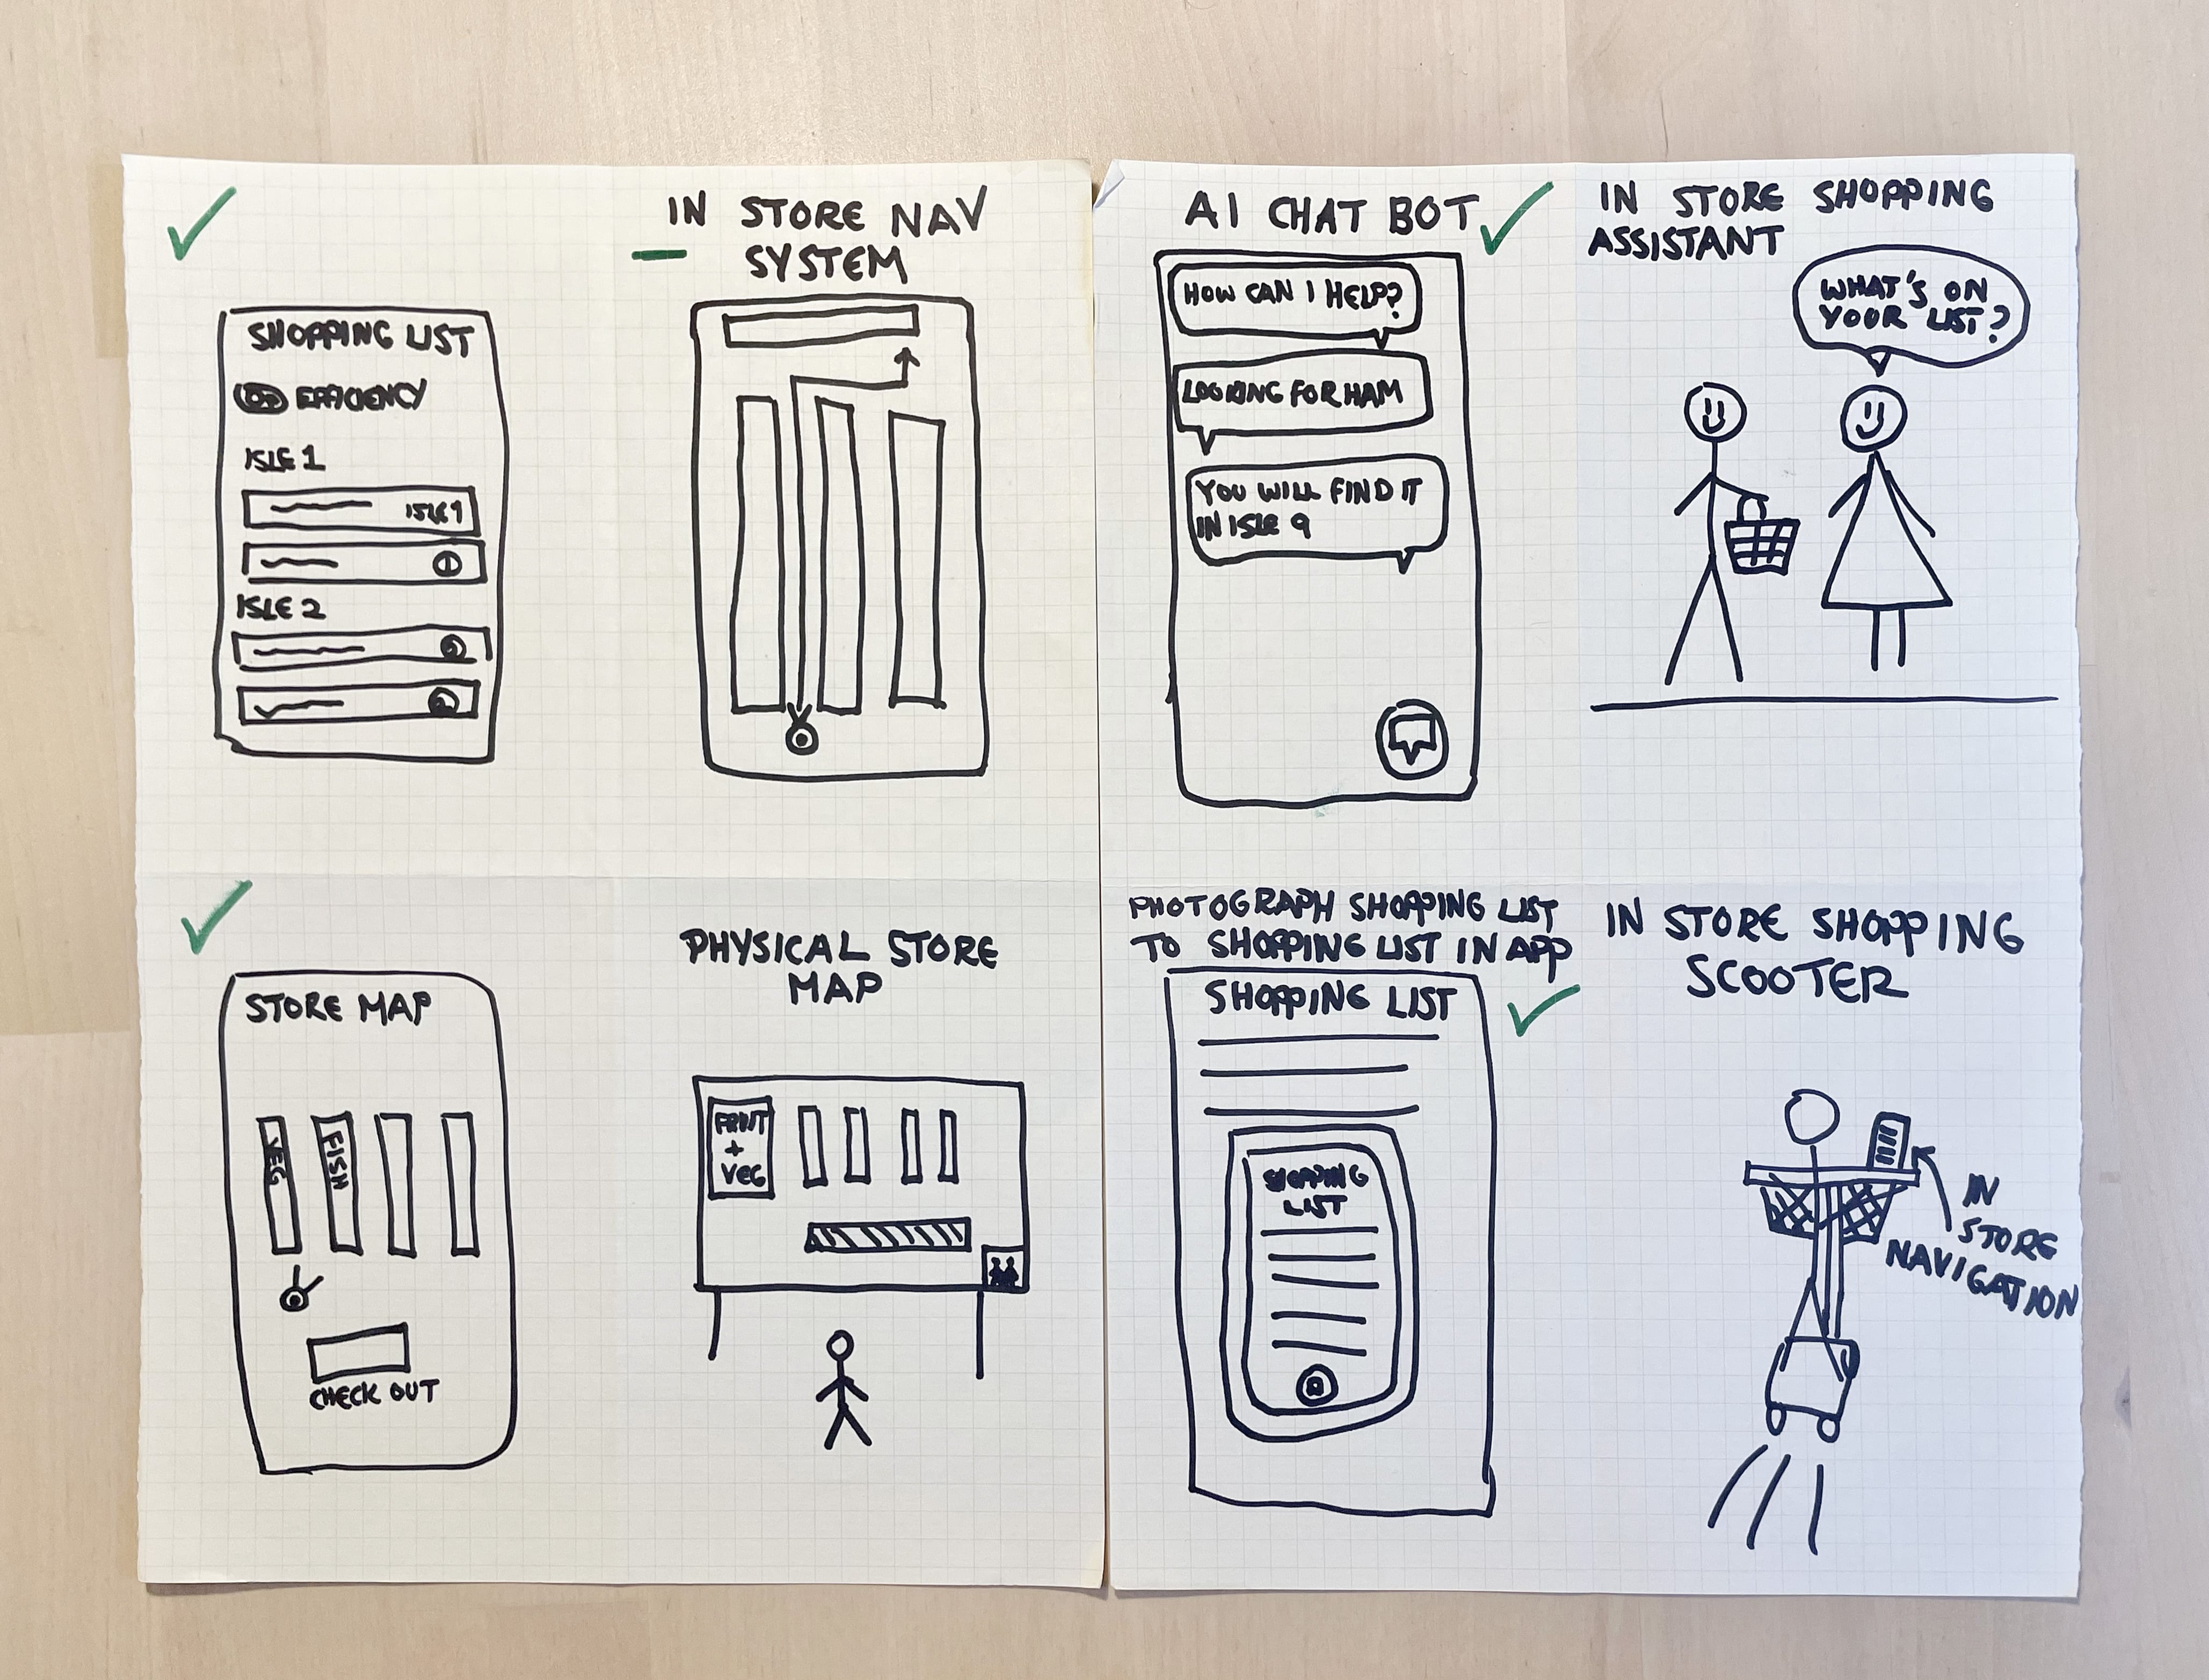 SHOPPING LIST
EFFICIENCY
ISLE 1
ISLE 1
ISLE 2
IN STORE NAV
SYSTEM
AI CHAT BOT
HOW CAN I HELP?
LOOKING FOR HAM
YOU WILL FIND IT
IN ISLE 9
IN STORE SHOPPING
ASSISTANT
WHAT'S ON
YOUR LIST?
STORE MAP
VEG
FISH
CHECK OUT
PHYSICAL STORE
MAP
+
VEG
PHOTOGRAPH SHOPPING LIST
TO SHOPPING LIST IN APP
SHOPPING LIST
SHOPPING
LIST
IN STORE SHOPPING
SCOOTER
IN
STORE
NAVIGATION